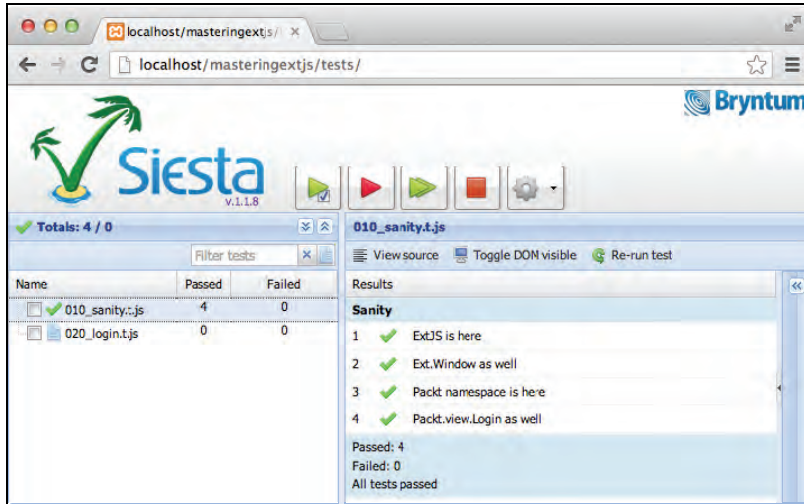 localhost/masteringextjs/
localhost/masteringextjs/tests/
Bryntum
Siesta
v.1.1.8
Totals: 4 / 0
Filter tests
Name Passed Failed
010_sanity.t.js 4 0
020_login.t.js 0 0
010_sanity.t.js
View source Toggle DOM visible Re-run test
Results
Sanity
1 ExtJS is here
2 Ext.Window as well
3 Packt namespace is here
4 Packt.view.Login as well
Passed: 4
Failed: 0
All tests passed